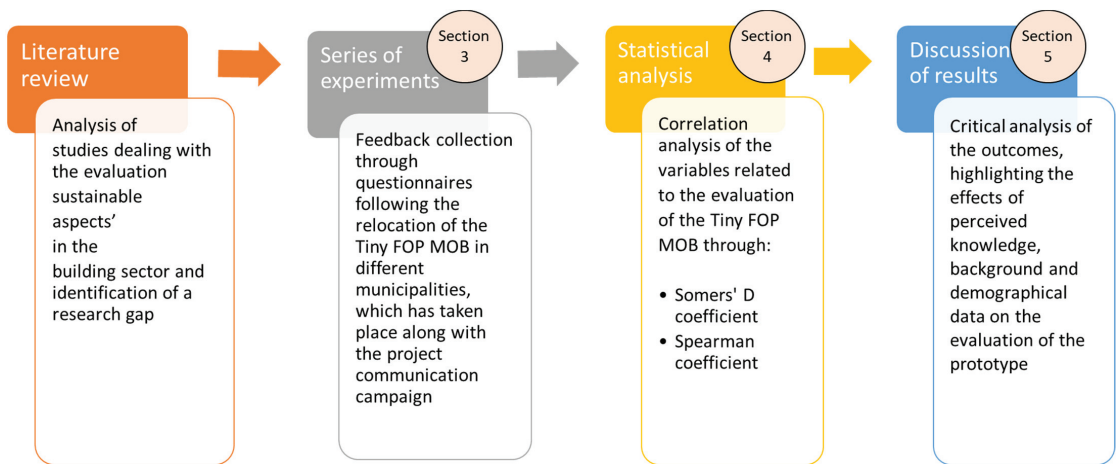 Literature
review
Analysis of
studies dealing with
the evaluation
sustainable
aspects’
in the
building sector and
identification of a
research gap
Series of
experiments
Section
3
Feedback collection
through
questionnaires
following the
relocation of the
Tiny FOP MOB in
different
municipalities,
which has taken
place along with
the project
communication
campaign
Statistical
analysis
Section
4
Correlation
analysis of the
variables related
to the evaluation
of the Tiny FOP
MOB through:
• Somers' D
coefficient
• Spearman
coefficient
Discussion
of results
Section
5
Critical analysis of
the outcomes,
highlighting the
effects of
perceived
knowledge,
background and
demographical
data on the
evaluation of the
prototype